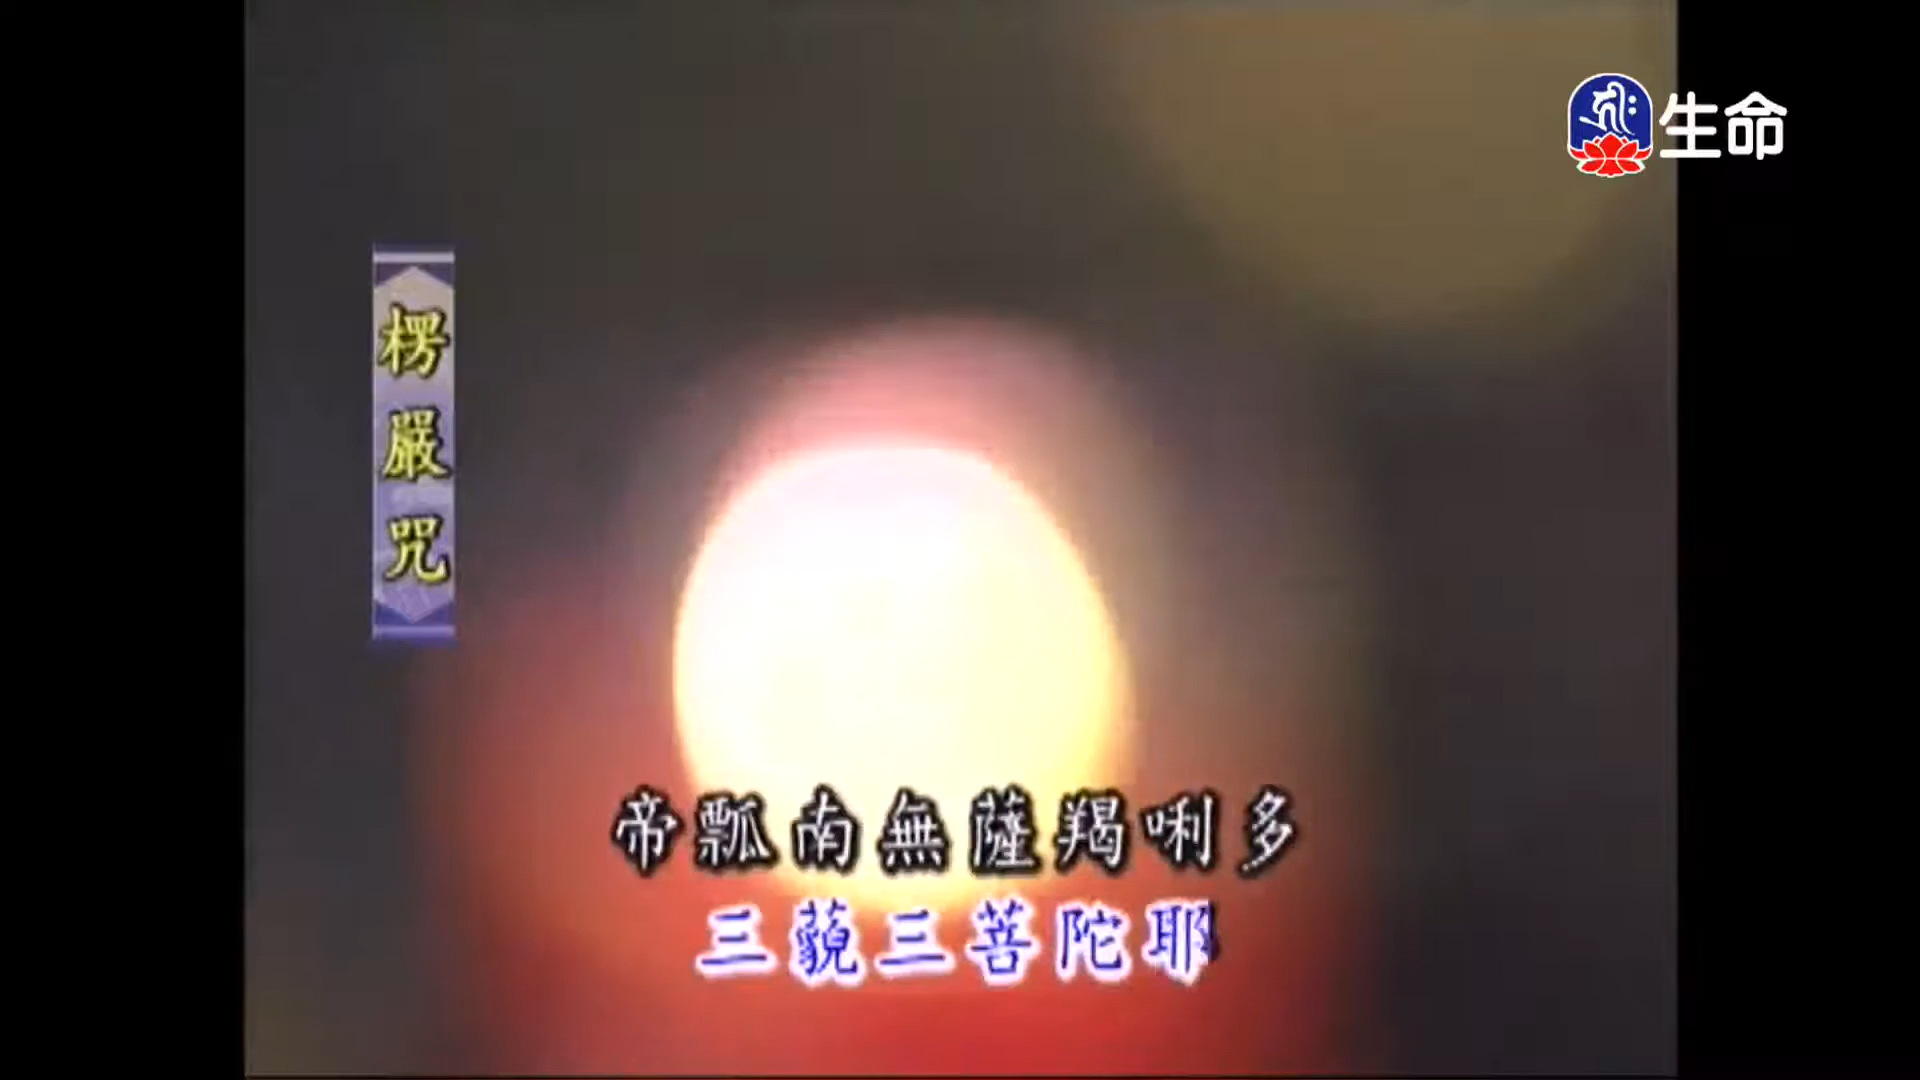 生命
楞嚴咒
帝瓢南無薩羯唎多
三藐三菩陀耶